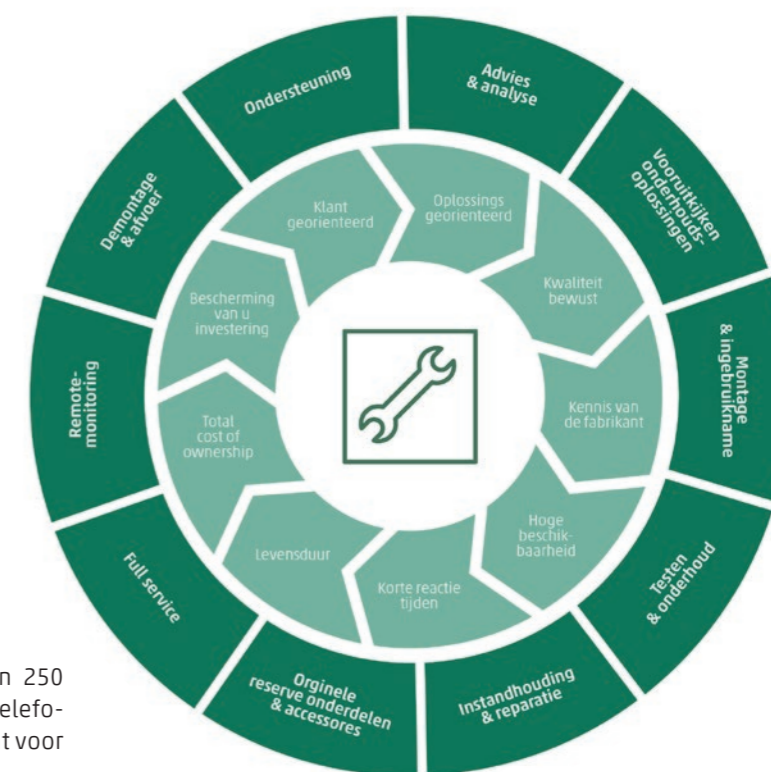 Ondersteuning
Advies
& analyse
Vooruitkijken
onderhouds-
oplossingen
Montage
& ingebruikname
Testen
& onderhoud
Instandhouding
& reparatie
Orginele
reserve onderdelen
& accessores
Full service
Remote-
monitoring
Demontage
& afvoer
Klant
georienteerd
Oplossings
georienteerd
Kwaliteit
bewust
Kennis van
de fabrikant
Hoge
beschik-
baarheid
Korte reactie
tijden
Levensduur
Total
cost of
ownership
Bescherming
van u
investering
n 250
elefo-
t voor